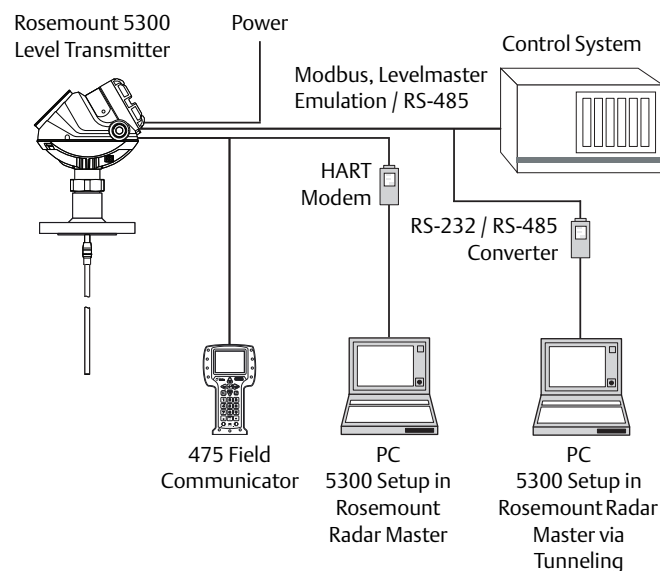 Rosemount 5300
Level Transmitter
Power
Control System
Modbus, Levelmaster
Emulation / RS-485
HART
Modem
RS-232 / RS-485
Converter
475 Field
Communicator
PC
5300 Setup in
Rosemount
Radar Master
PC
5300 Setup in
Rosemount Radar
Master via
Tunneling